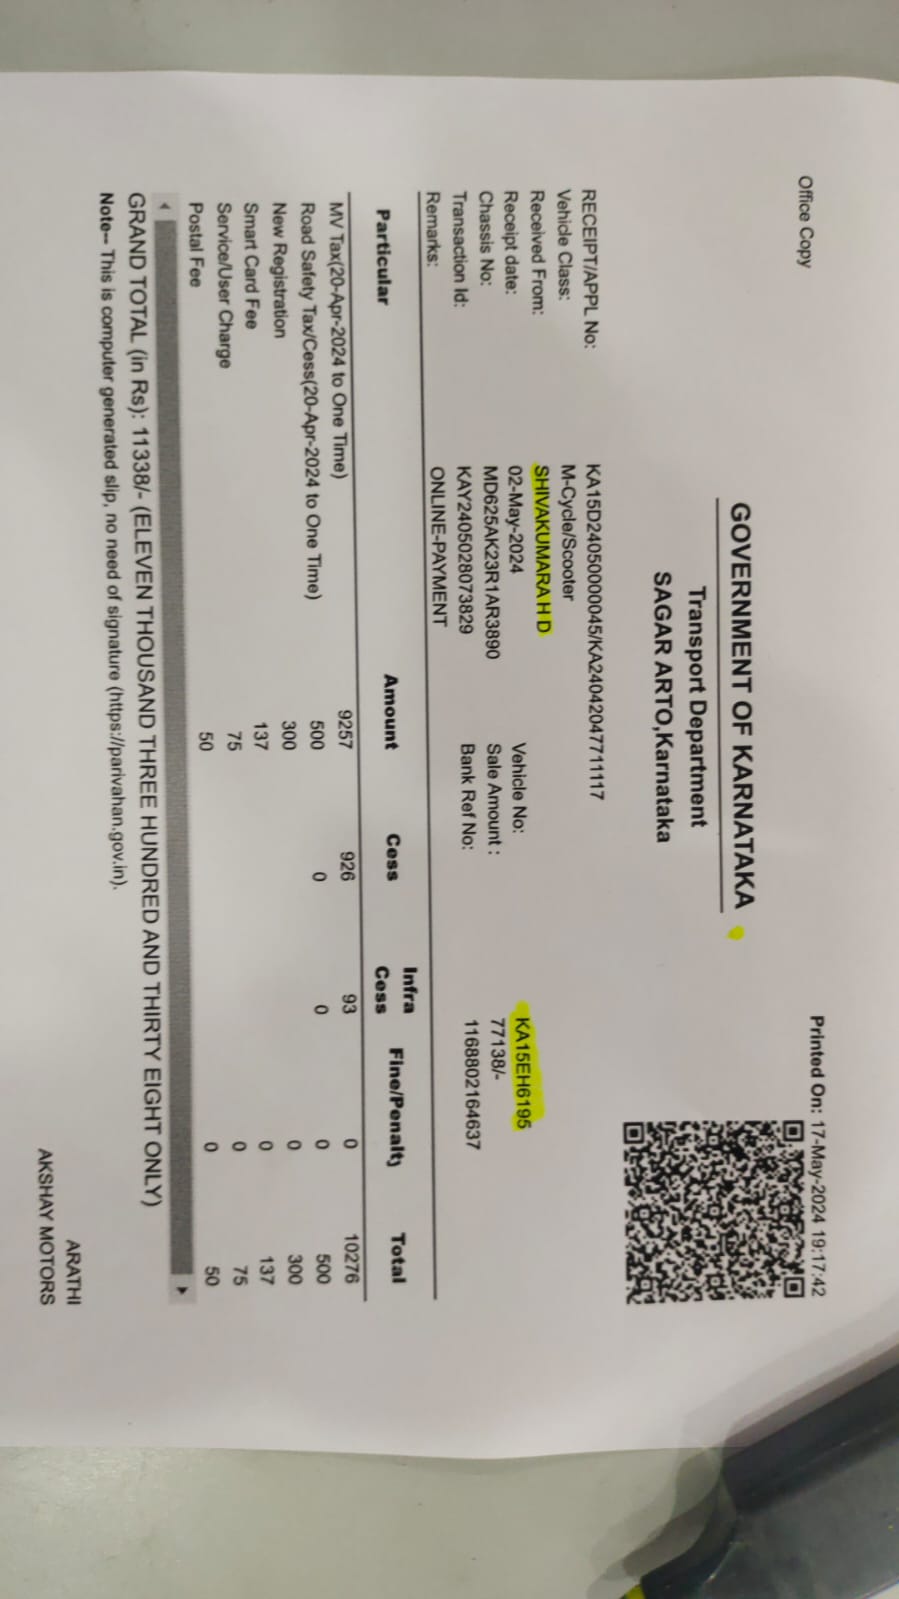 Office Copy
Printed On: 17-May-2024 19:17:42
GOVERNMENT OF KARNATAKA
Transport Department
SAGAR ARTO,Karnataka
RECEIPT/APPL No: KA15D24050000045/KA24042047711117
Vehicle Class: M-Cycle/Scooter
Received From: SHIVAKUMARA H D
Receipt date: 02-May-2024 Vehicle No: KA15EH6195
Chassis No: MD625AK23R1AR3890 Sale Amount : 77138/-
Transaction Id: KAY2405028073829 Bank Ref No: 1168802164637
Remarks: ONLINE-PAYMENT
Particular Amount Cess Infra Cess Fine/Penalty Total
MV Tax(20-Apr-2024 to One Time) 9257 926 93 0 10276
Road Safety Tax/Cess(20-Apr-2024 to One Time) 500 0 0 0 500
New Registration 300 0 300
Smart Card Fee 137 0 137
Service/User Charge 75 0 75
Postal Fee 50 0 50
GRAND TOTAL (in Rs): 11338/- (ELEVEN THOUSAND THREE HUNDRED AND THIRTY EIGHT ONLY)
Note-- This is computer generated slip, no need of signature (https://parivahan.gov.in).
ARATHI
AKSHAY MOTORS